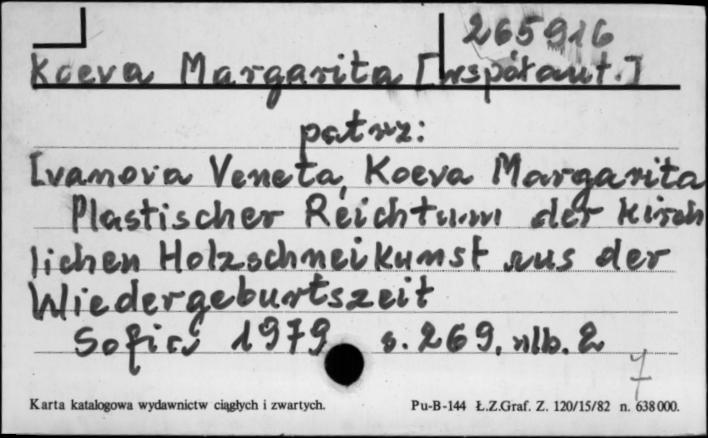 265916
Koeva Margarita [współaut.]
patrz:
Ivanova Veneta, Koeva Margarita
Plastischer Reichtum der kirch
lichen Holzschneikunst aus der
Wiedergeburtszeit
Sofia 1979 s. 269, alb. 2
Karta katalogowa wydawnictw ciągłych i zwartych. Pu-B-144 Ł.Z.Graf. Z. 120/15/82 n. 638000.